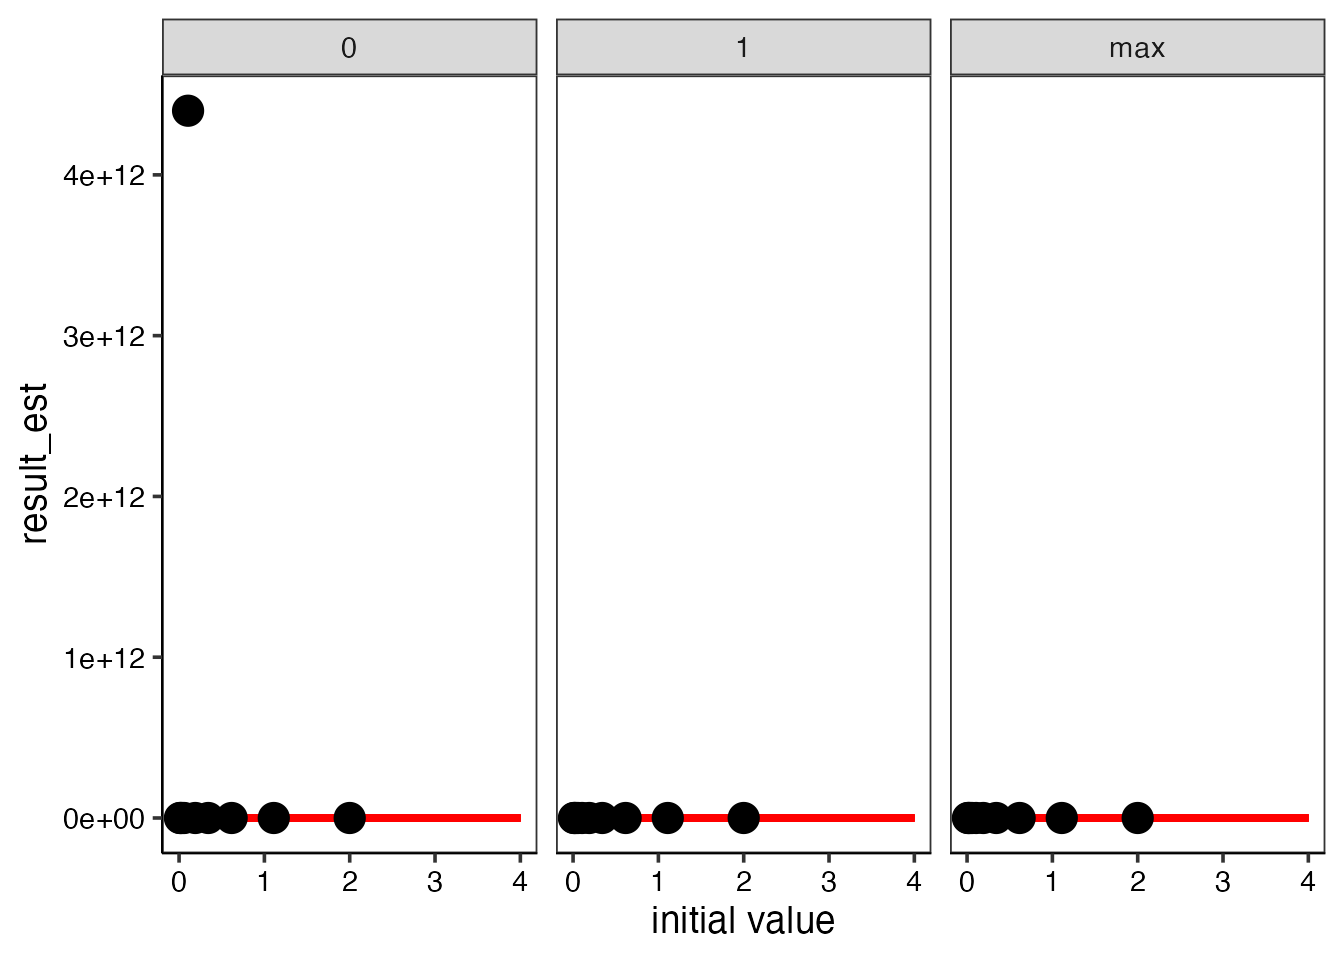 0 1 max
4e+12
3e+12
2e+12
1e+12
0e+00
result_est
0 1 2 3 4 0 1 2 3 4 0 1 2 3 4
initial value